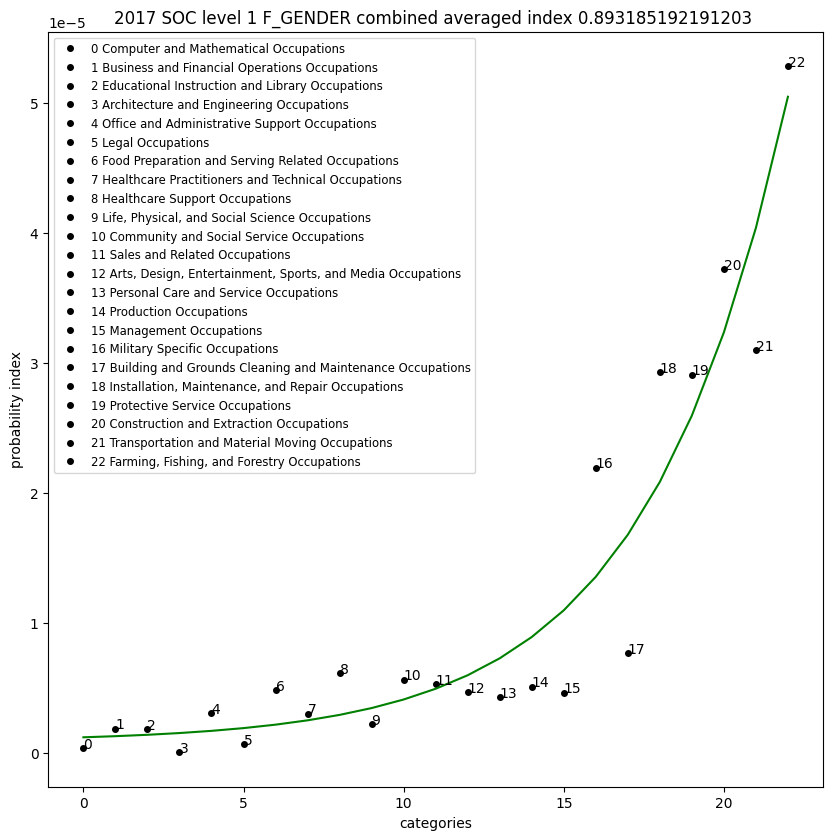 2017 SOC level 1 F_GENDER combined averaged index 0.893185192191203
1e−5
0 Computer and Mathematical Occupations
1 Business and Financial Operations Occupations
2 Educational Instruction and Library Occupations
3 Architecture and Engineering Occupations
4 Office and Administrative Support Occupations
5 Legal Occupations
6 Food Preparation and Serving Related Occupations
7 Healthcare Practitioners and Technical Occupations
8 Healthcare Support Occupations
9 Life, Physical, and Social Science Occupations
10 Community and Social Service Occupations
11 Sales and Related Occupations
12 Arts, Design, Entertainment, Sports, and Media Occupations
13 Personal Care and Service Occupations
14 Production Occupations
15 Management Occupations
16 Military Specific Occupations
17 Building and Grounds Cleaning and Maintenance Occupations
18 Installation, Maintenance, and Repair Occupations
19 Protective Service Occupations
20 Construction and Extraction Occupations
21 Transportation and Material Moving Occupations
22 Farming, Fishing, and Forestry Occupations
probability index
5
4
3
2
1
0
22
20
21
18
19
16
17
8
10
11
6
12
13
14
15
4
7
9
1
2
0
3
5
0
5
10
15
20
categories